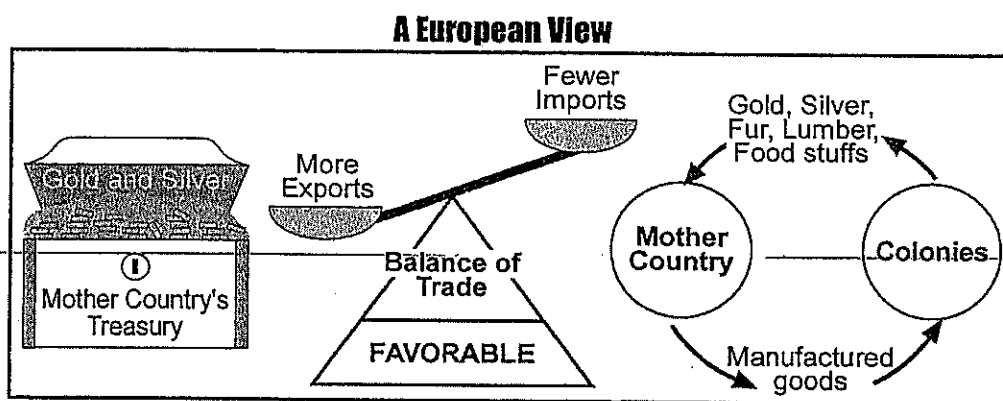 A European View
Gold and Silver
Mother Country's
Treasury
More
Exports
Fewer
Imports
Balance of
Trade
FAVORABLE
Gold, Silver,
Fur, Lumber,
Food stuffs
Mother
Country
Colonies
Manufactured
goods